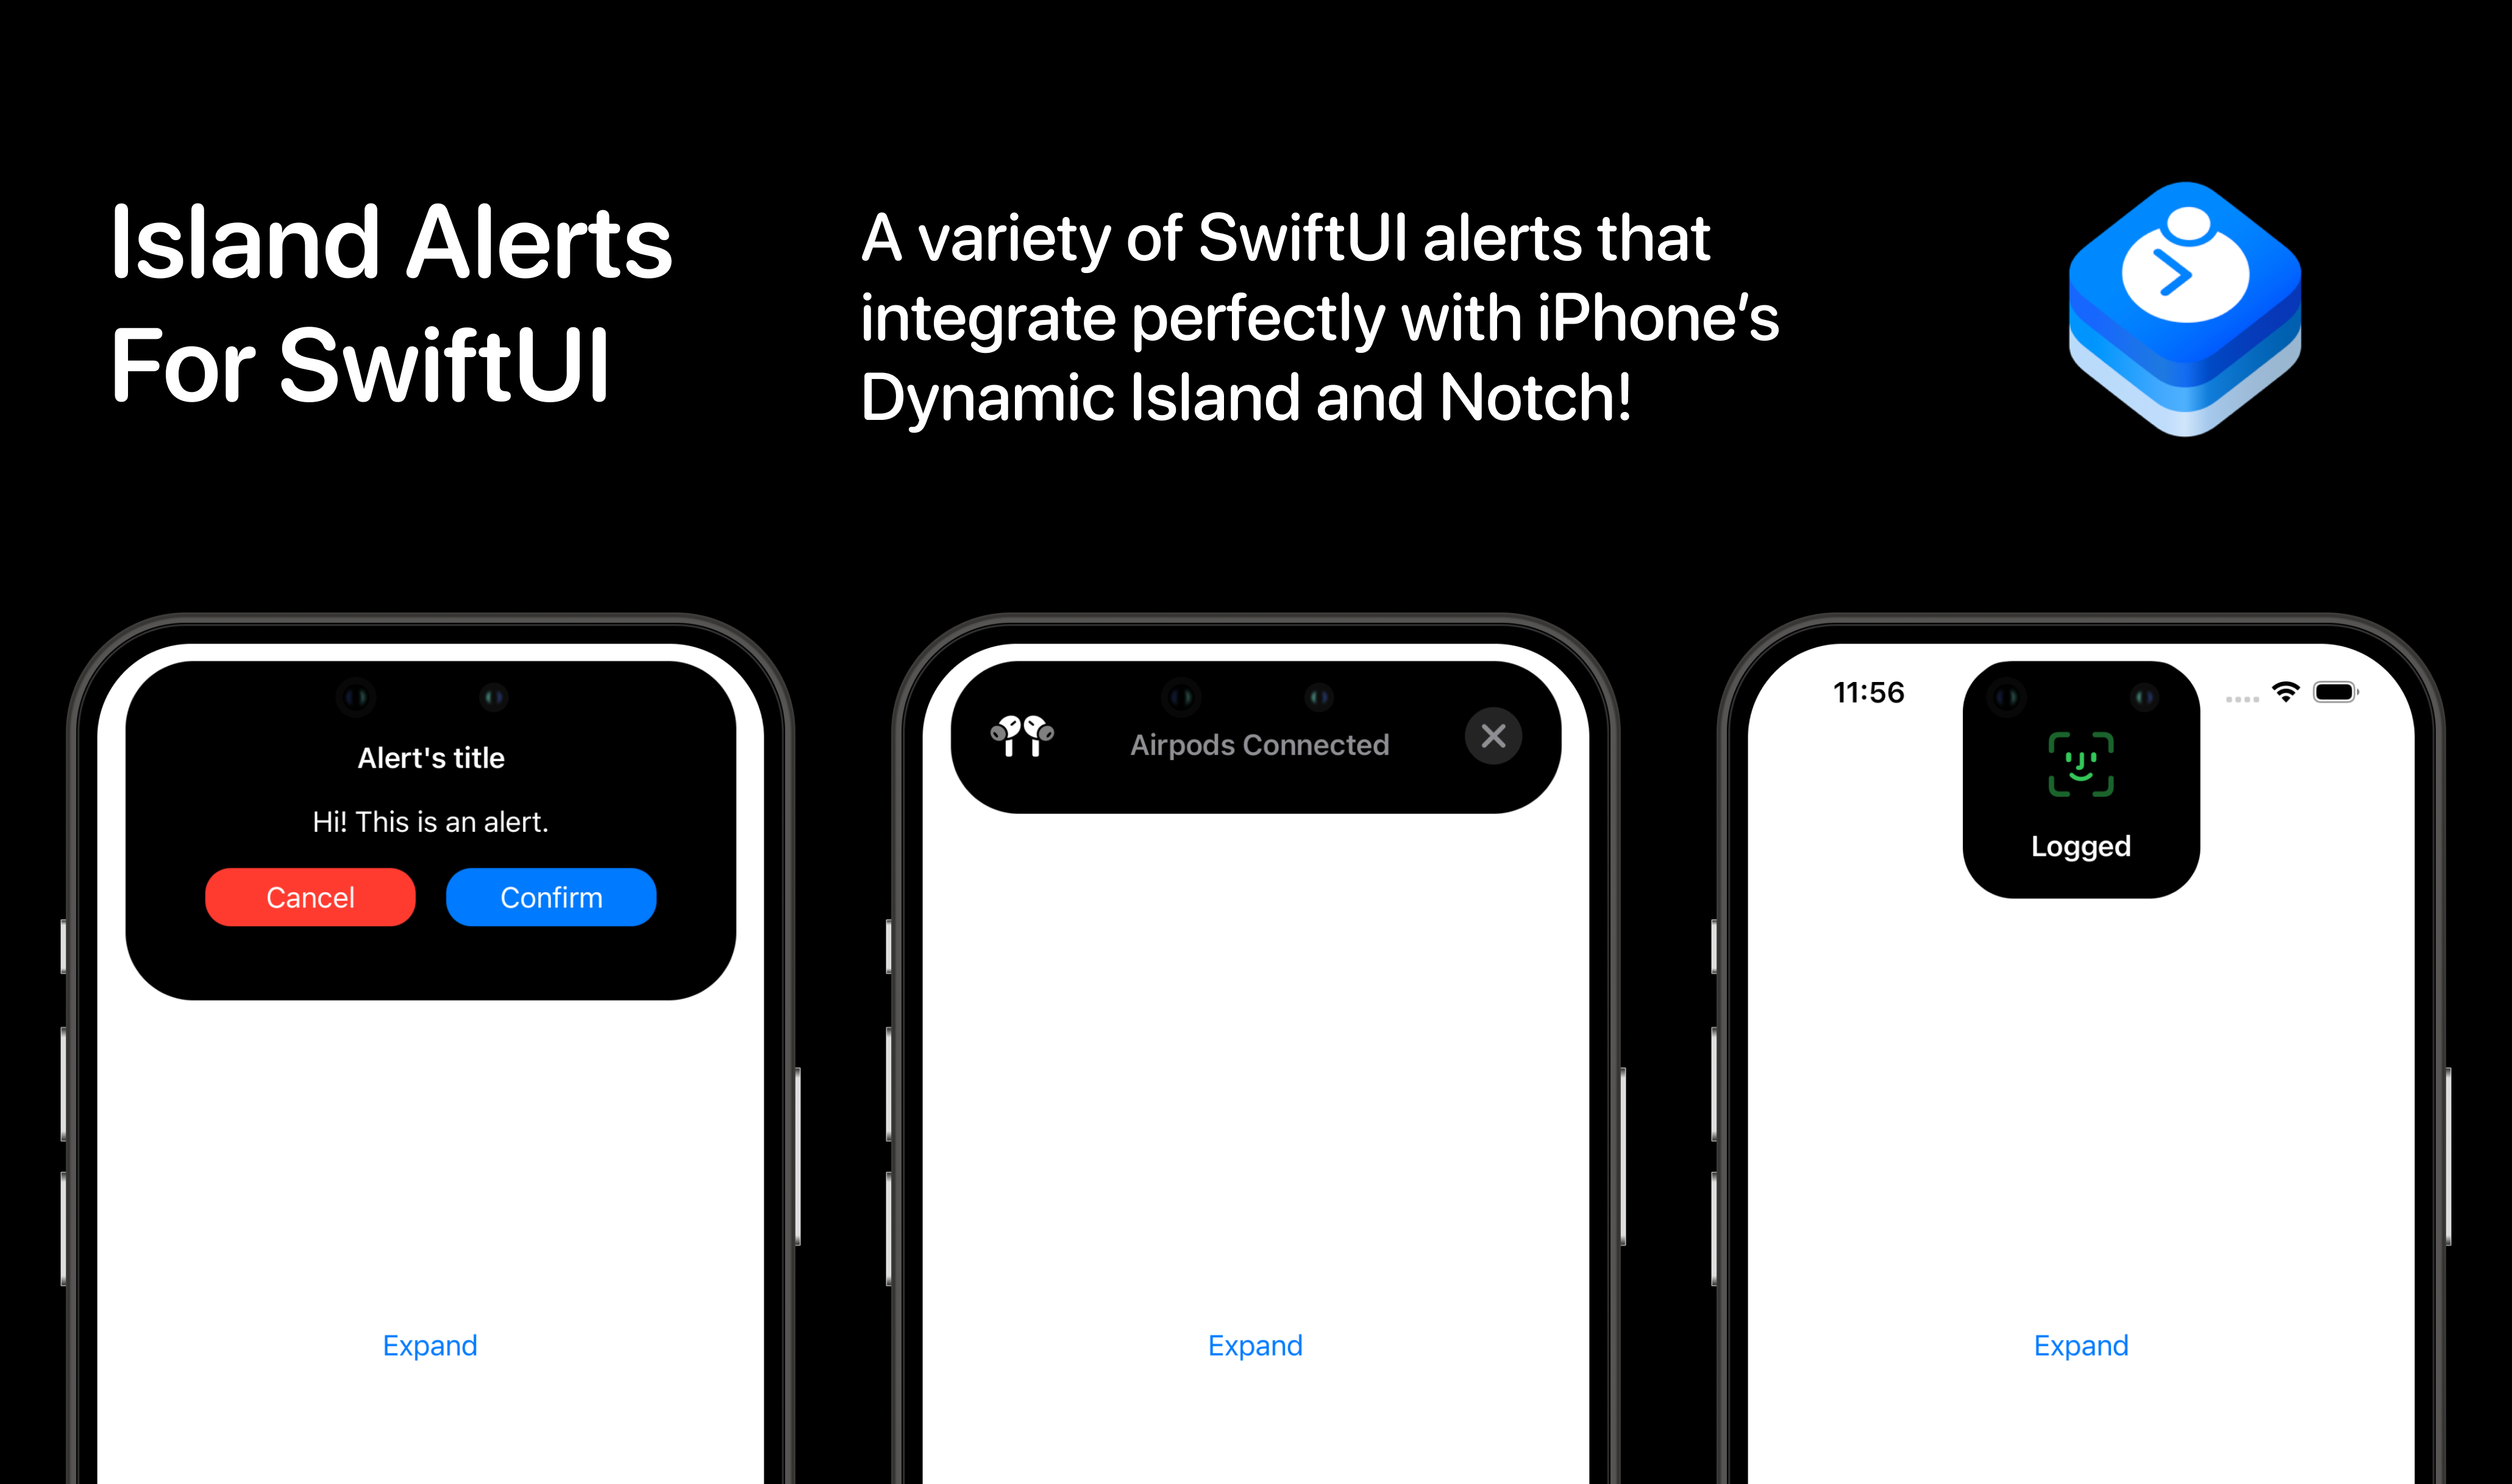 Island Alerts
For SwiftUI
A variety of SwiftUI alerts that
integrate perfectly with iPhone’s
Dynamic Island and Notch!
Alert's title
Hi! This is an alert.
Cancel
Confirm
Expand
Airpods Connected
Expand
11:56
Logged
Expand